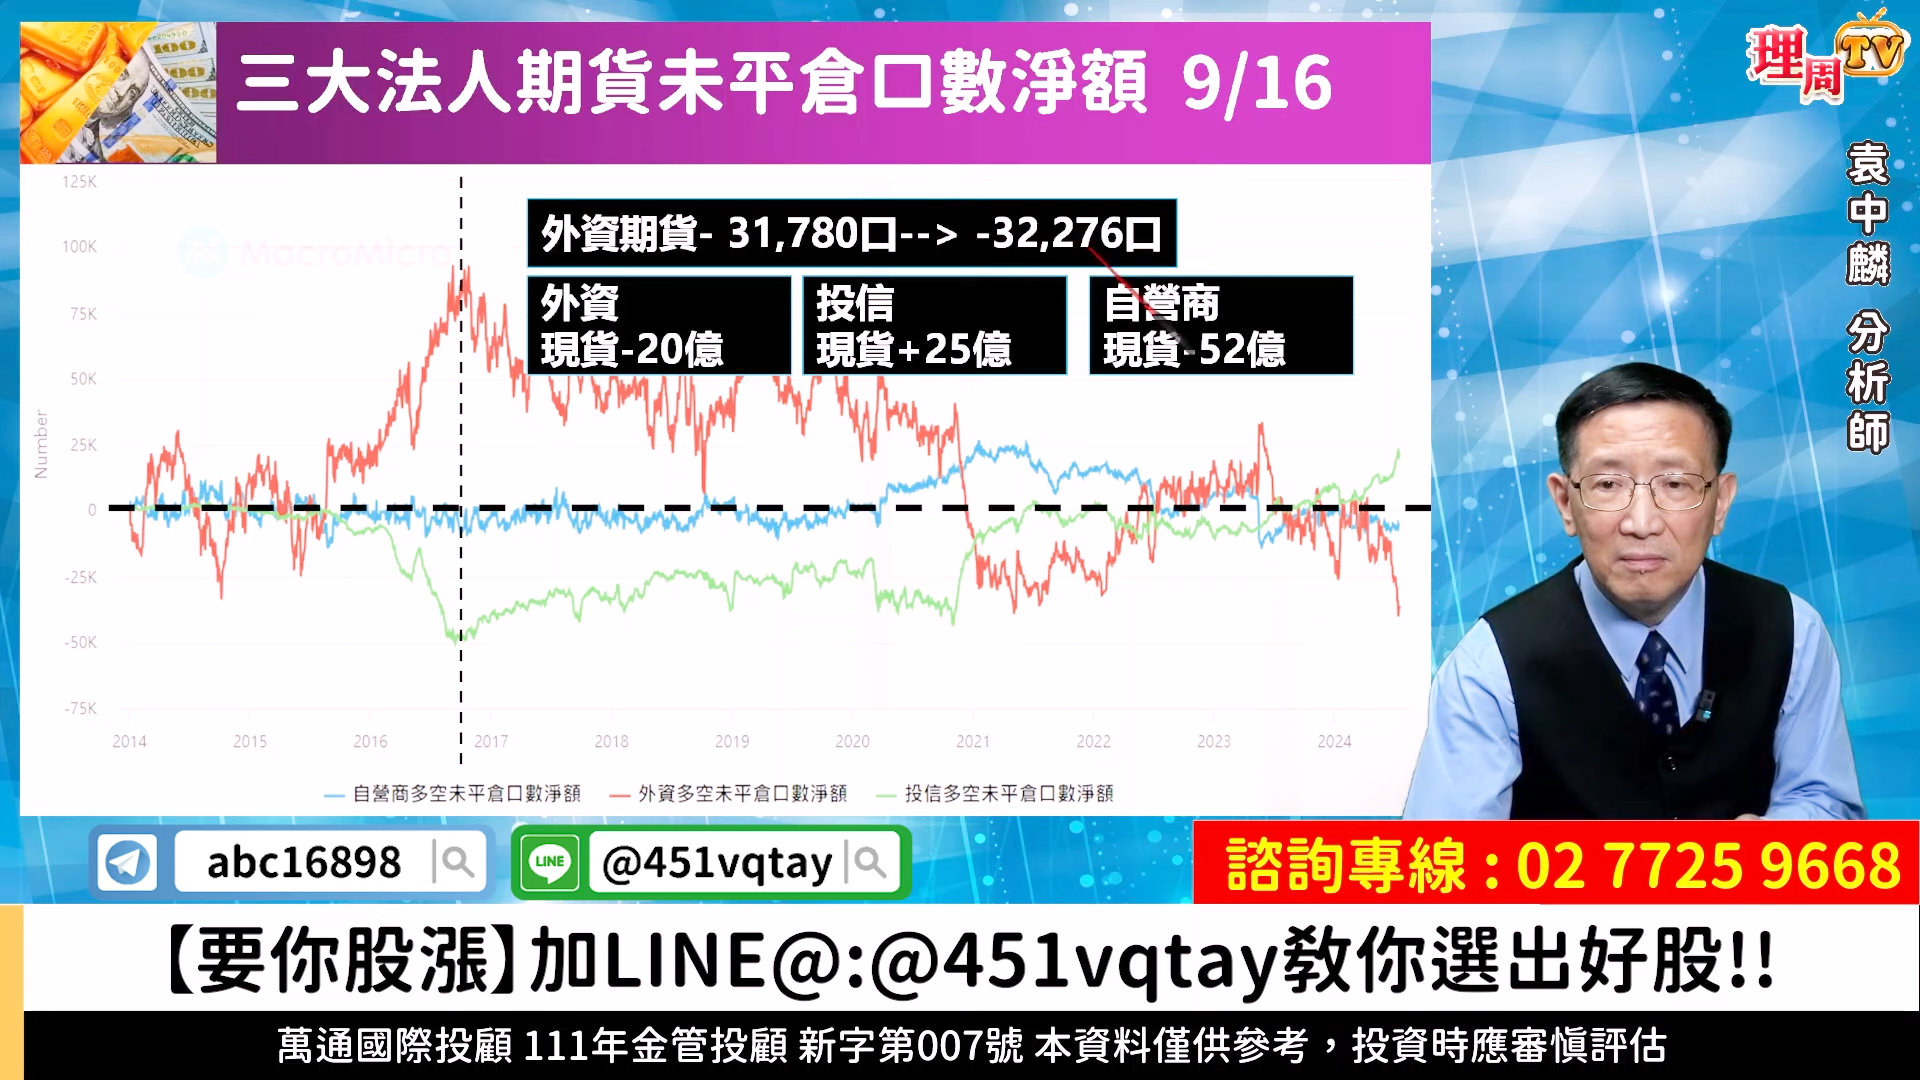 三大法人期貨未平倉口數淨額 9/16
理周TV
袁中麟 分析師
外資期貨- 31,780口--> -32,276口
外資
現貨-20億
投信
現貨+25億
自營商
現貨-52億
MacroMicro
Number
125K
100K
75K
50K
25K
0
-25K
-50K
-75K
2014 2015 2016 2017 2018 2019 2020 2021 2022 2023 2024
自營商多空未平倉口數淨額 外資多空未平倉口數淨額 投信多空未平倉口數淨額
abc16898
LINE
@451vqtay
諮詢專線 : 02 7725 9668
【要你股漲】加LINE@:@451vqtay教你選出好股!!
萬通國際投顧 111年金管投顧 新字第007號 本資料僅供參考，投資時應審慎評估